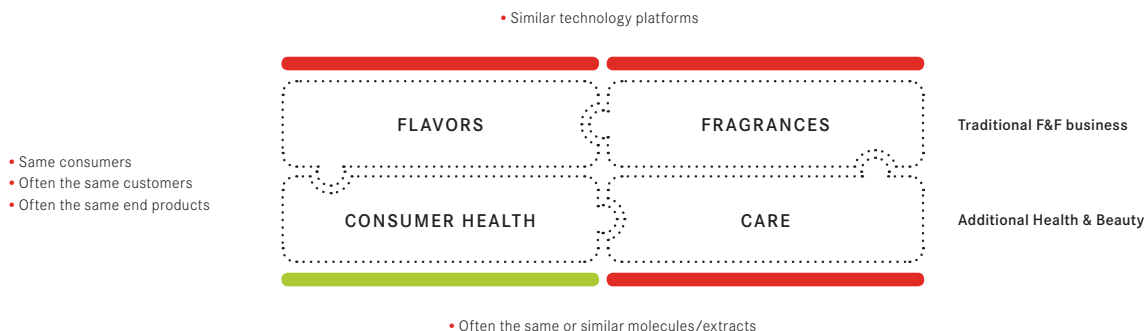 • Similar technology platforms
FLAVORS
FRAGRANCES
Traditional F&F business
• Same consumers
• Often the same customers
• Often the same end products
CONSUMER HEALTH
CARE
Additional Health & Beauty
• Often the same or similar molecules/extracts